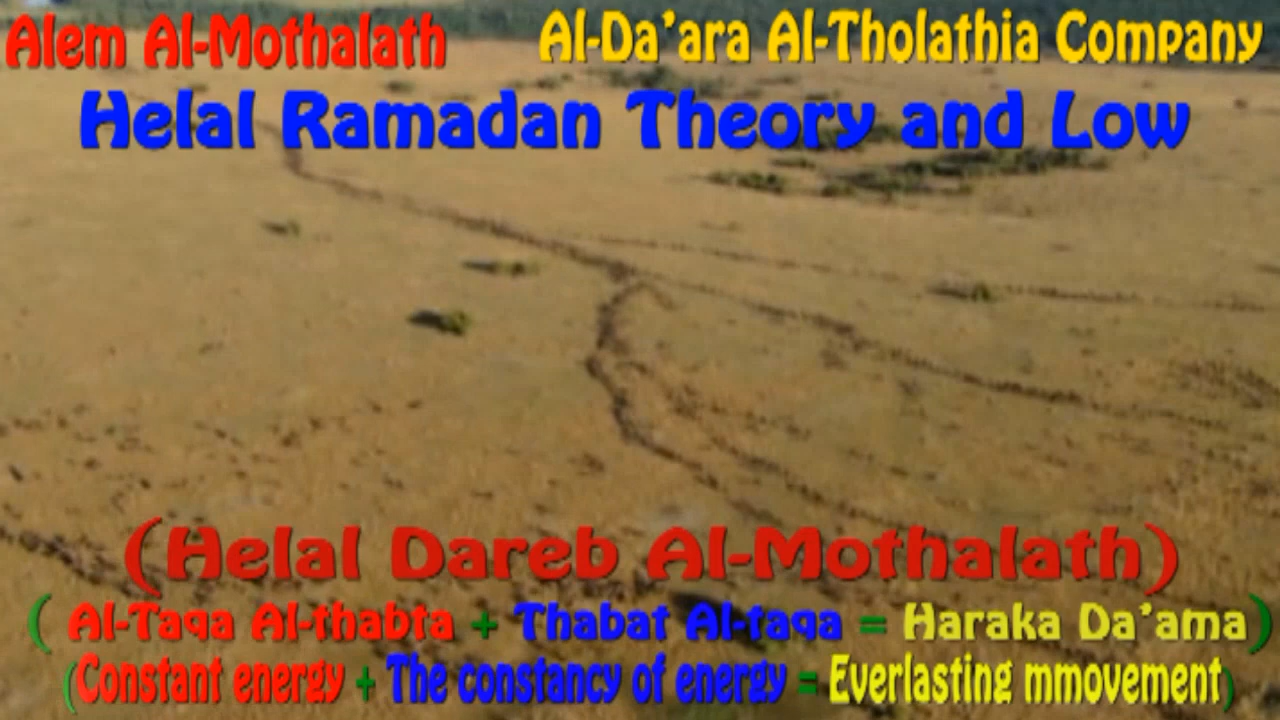 Alem Al-Mothalath Al-Da'ara Al-Tholathia Company
Helal Ramadan Theory and Low
(Helal Dareb Al-Mothalath)
( Al-Taqa Al-thabta + Thabat Al-taqa = Haraka Da'ama)
(Constant energy + The constancy of energy = Everlasting mmovement)